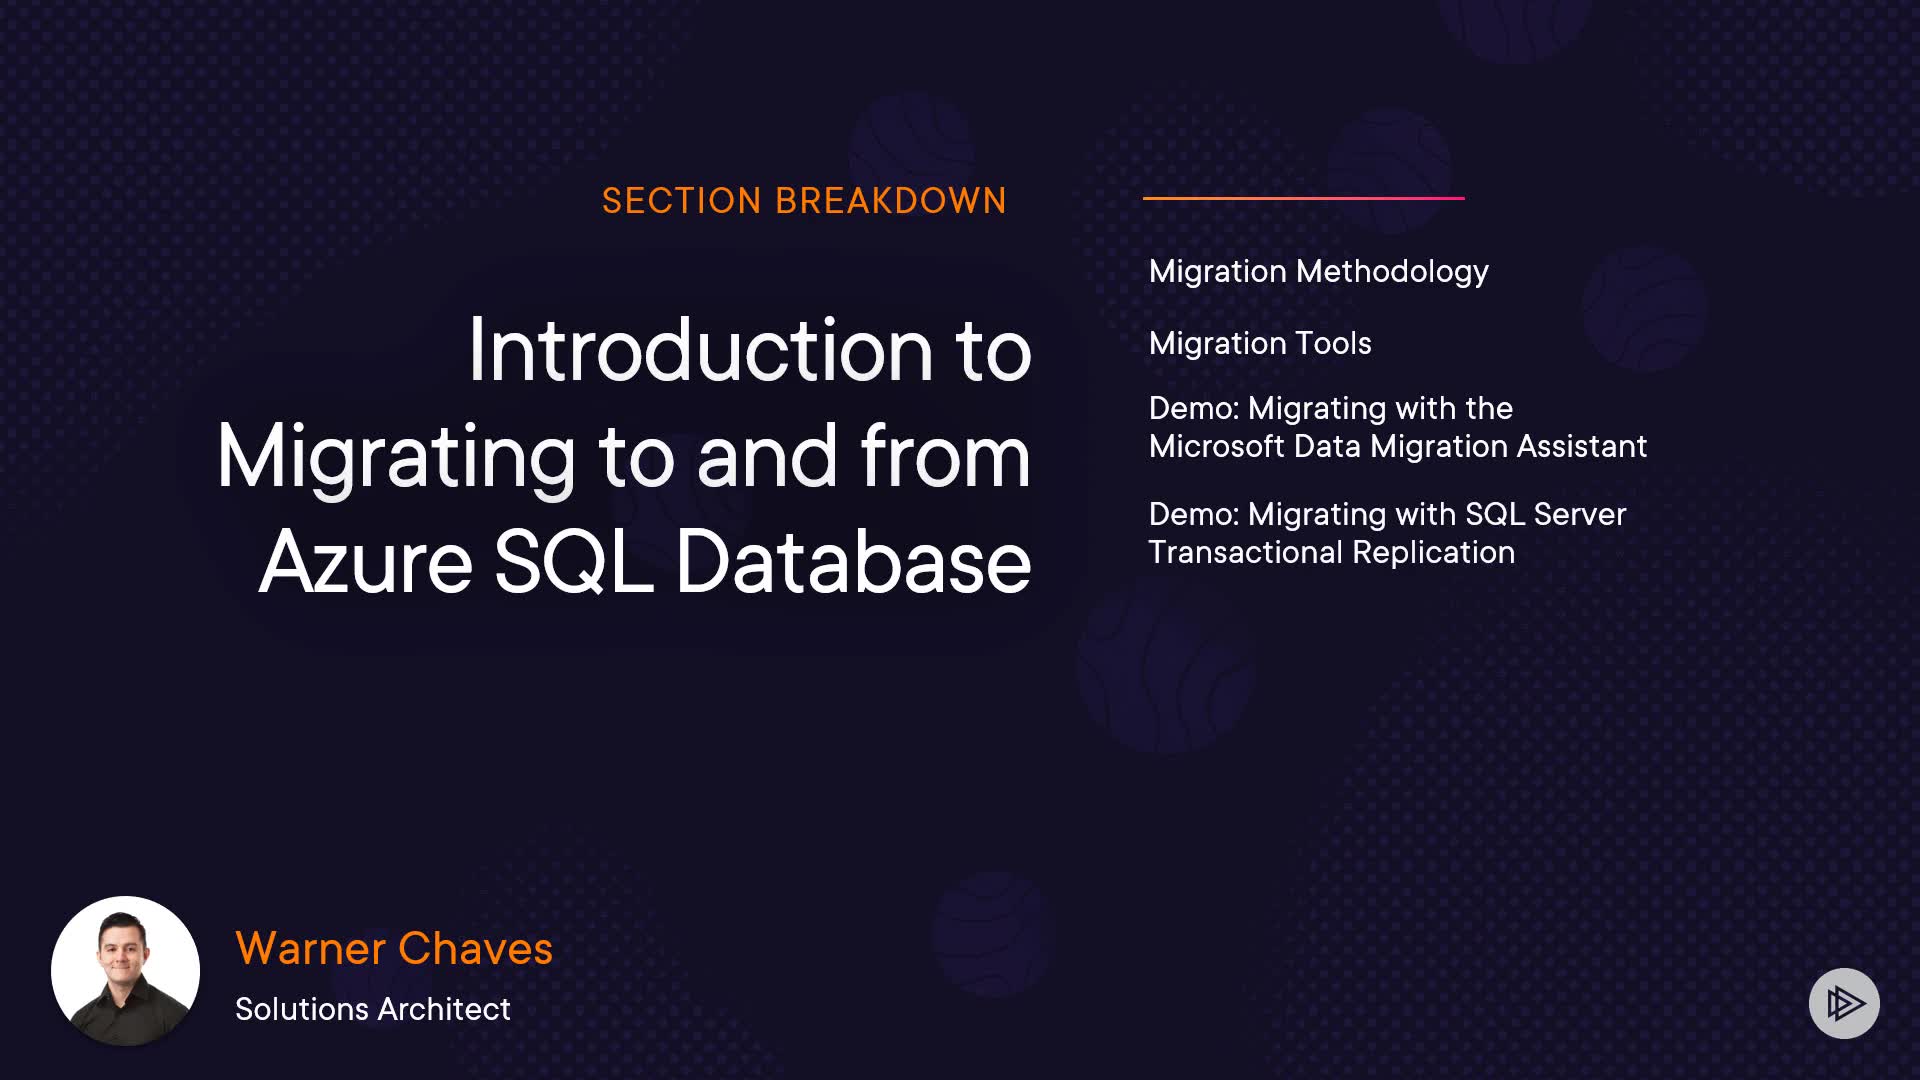 SECTION BREAKDOWN
Introduction to
Migrating to and from
Azure SQL Database
Migration Methodology
Migration Tools
Demo: Migrating with the
Microsoft Data Migration Assistant
Demo: Migrating with SQL Server
Transactional Replication
Warner Chaves
Solutions Architect